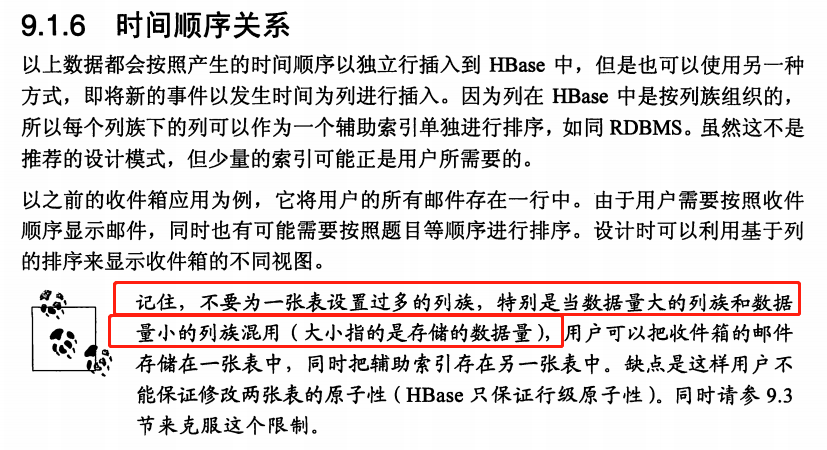 9.1.6 时间顺序关系
以上数据都会按照产生的时间顺序以独立行插入到 HBase 中，但是也可以使用另一种
方式，即将新的事件以发生时间为列进行插入。因为列在 HBase 中是按列族组织的，
所以每个列族下的列可以作为一个辅助索引单独进行排序，如同 RDBMS。虽然这不是
推荐的设计模式，但少量的索引可能正是用户所需要的。
以之前的收件箱应用为例，它将用户的所有邮件存在一行中。由于用户需要按照收件
顺序显示邮件，同时也有可能需要按照题目等顺序进行排序。设计时可以利用基于列
的排序来显示收件箱的不同视图。
记住，不要为一张表设置过多的列族，特别是当数据量大的列族和数据
量小的列族混用（大小指的是存储的数据量），用户可以把收件箱的邮件
存储在一张表中，同时把辅助索引存在另一张表中。缺点是这样用户不
能保证修改两张表的原子性（HBase 只保证行级原子性）。同时请参 9.3
节来克服这个限制。